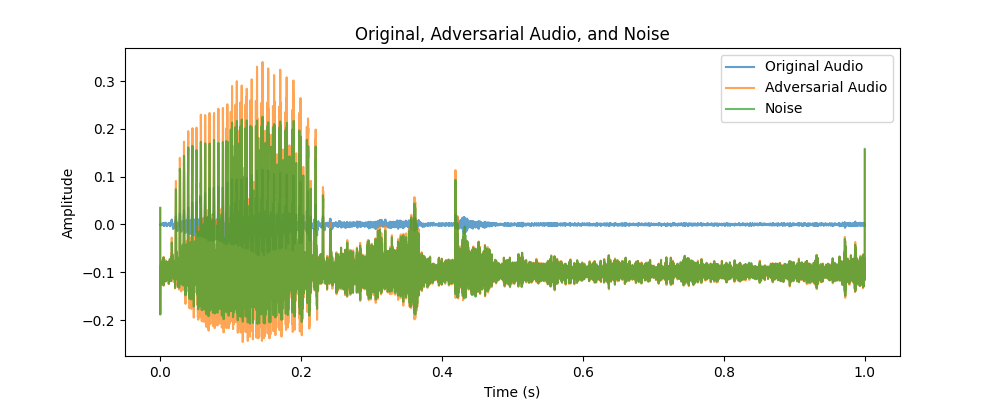 Original, Adversarial Audio, and Noise
Original Audio
Adversarial Audio
Noise
0.3
0.2
0.1
0.0
−0.1
−0.2
Amplitude
0.0 0.2 0.4 0.6 0.8 1.0
Time (s)